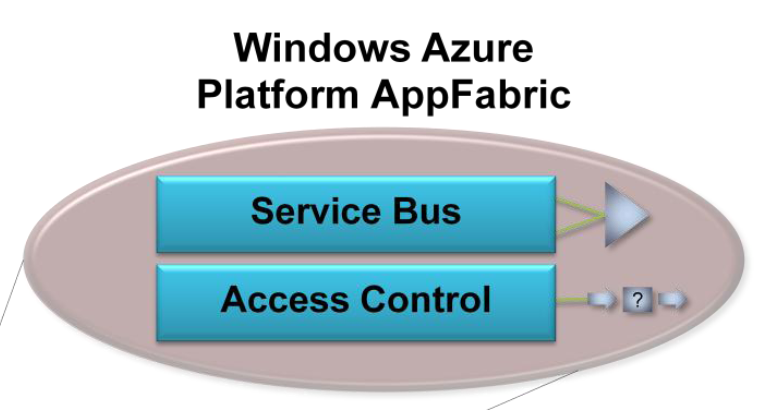 Windows Azure
Platform AppFabric
Service Bus
Access Control
?